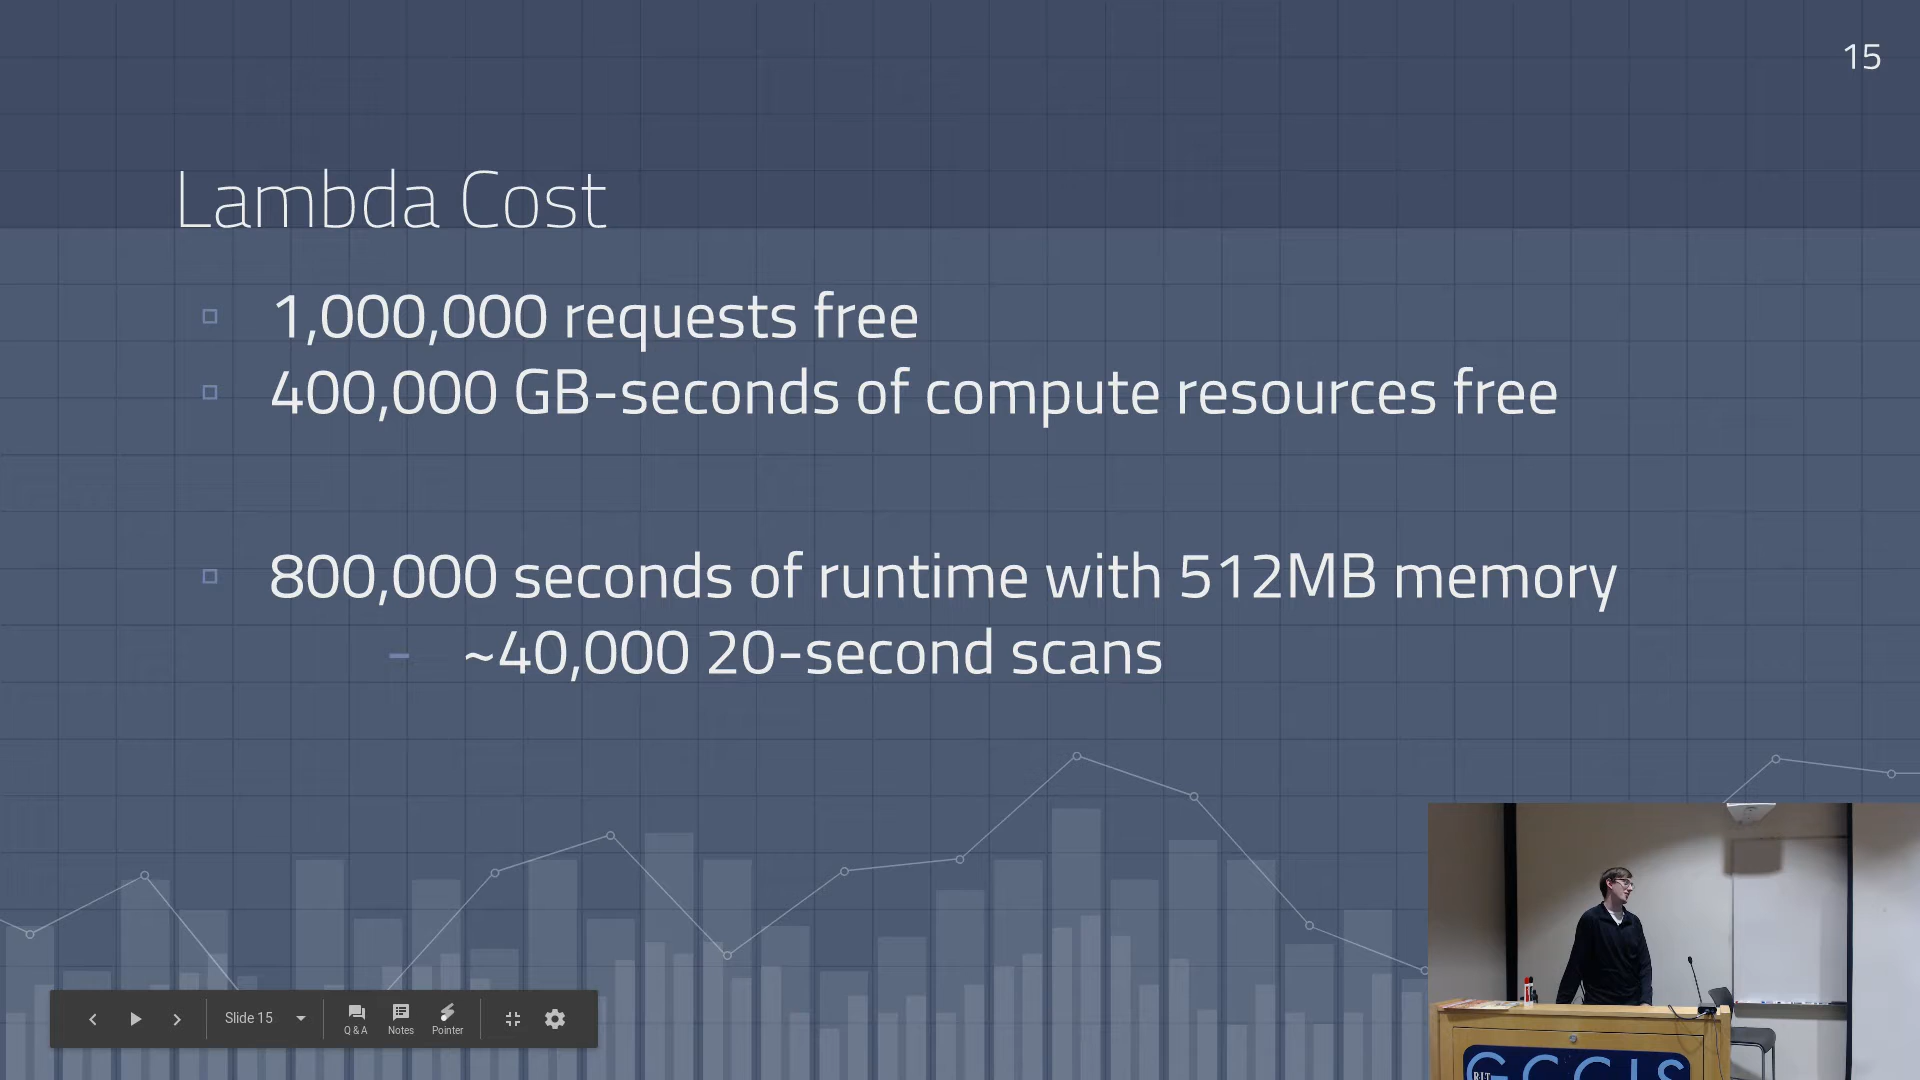 15
Lambda Cost
1,000,000 requests free
400,000 GB-seconds of compute resources free
800,000 seconds of runtime with 512MB memory
- ~40,000 20-second scans
Slide 15
Q & A
Notes
Pointer
R·I·T
GCCIS